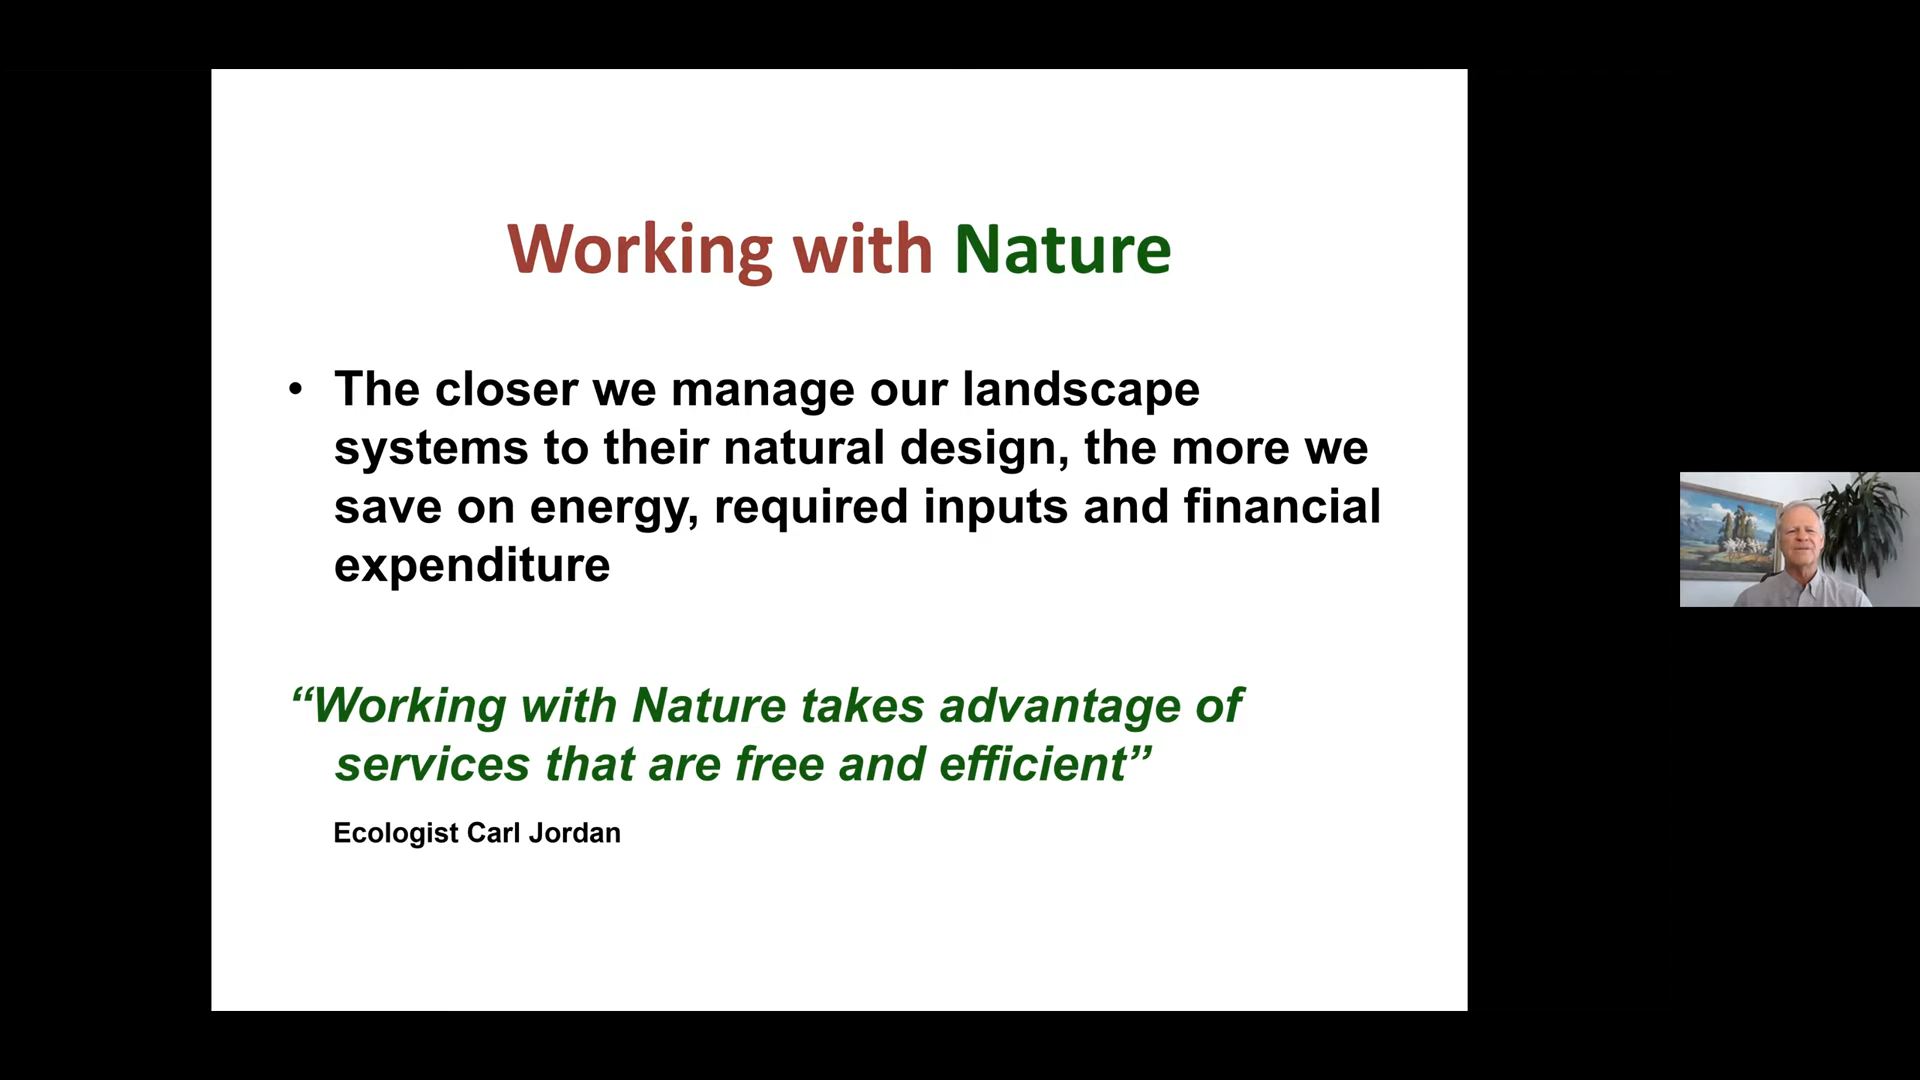 Working with Nature
• The closer we manage our landscape
systems to their natural design, the more we
save on energy, required inputs and financial
expenditure
“Working with Nature takes advantage of
services that are free and efficient”
Ecologist Carl Jordan